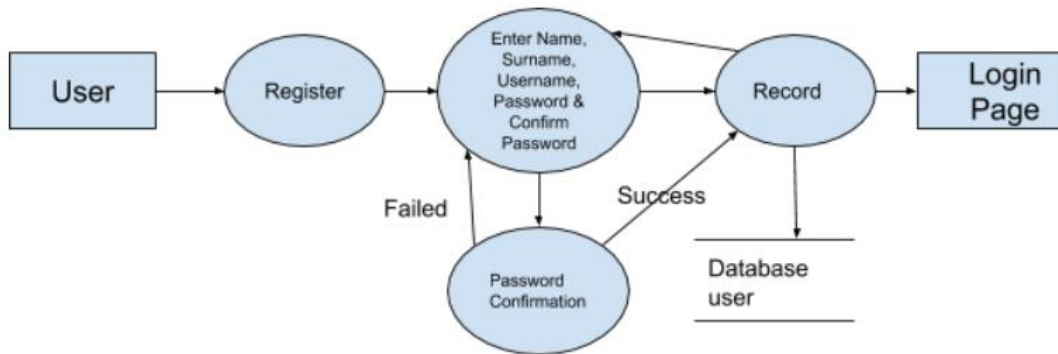 User
Register
Enter Name,
Surname,
Username,
Password &
Confirm
Password
Record
Login
Page
Failed
Success
Password
Confirmation
Database
user